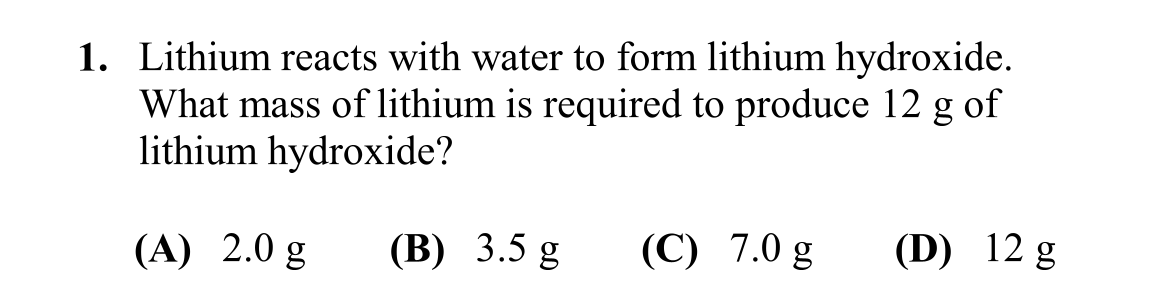 1. Lithium reacts with water to form lithium hydroxide.
What mass of lithium is required to produce 12 g of
lithium hydroxide?
(A) 2.0 g (B) 3.5 g (C) 7.0 g (D) 12 g